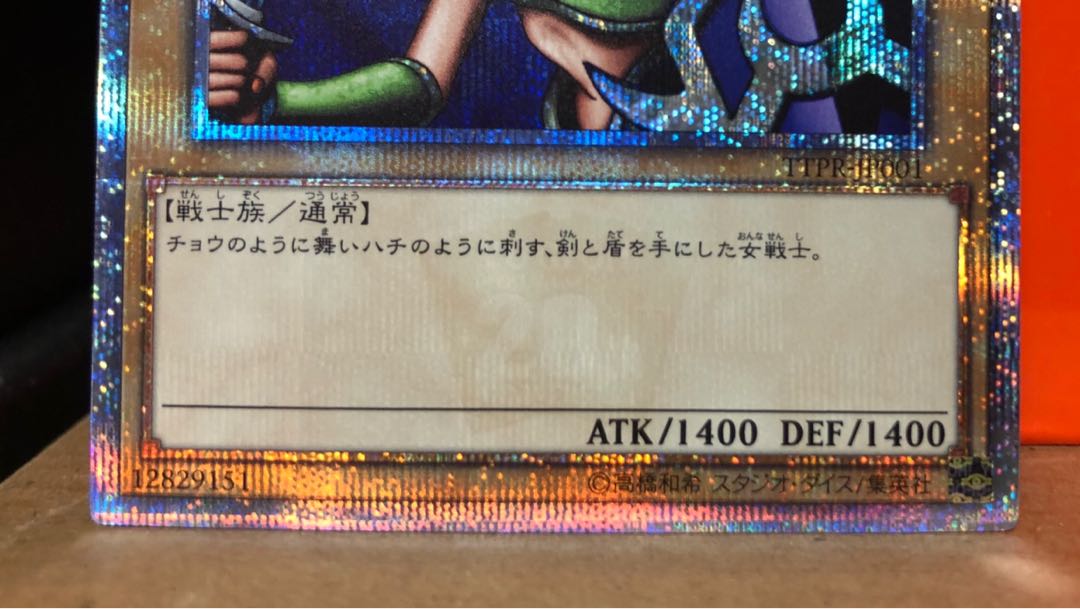 TTPR-JP001
【戦士族／通常】
チョウのように舞いハチのように刺す、剣と盾を手にした女戦士。
20
ATK/1400 DEF/1400
12829151 ©高橋和希 スタジオ・ダイス/集英社